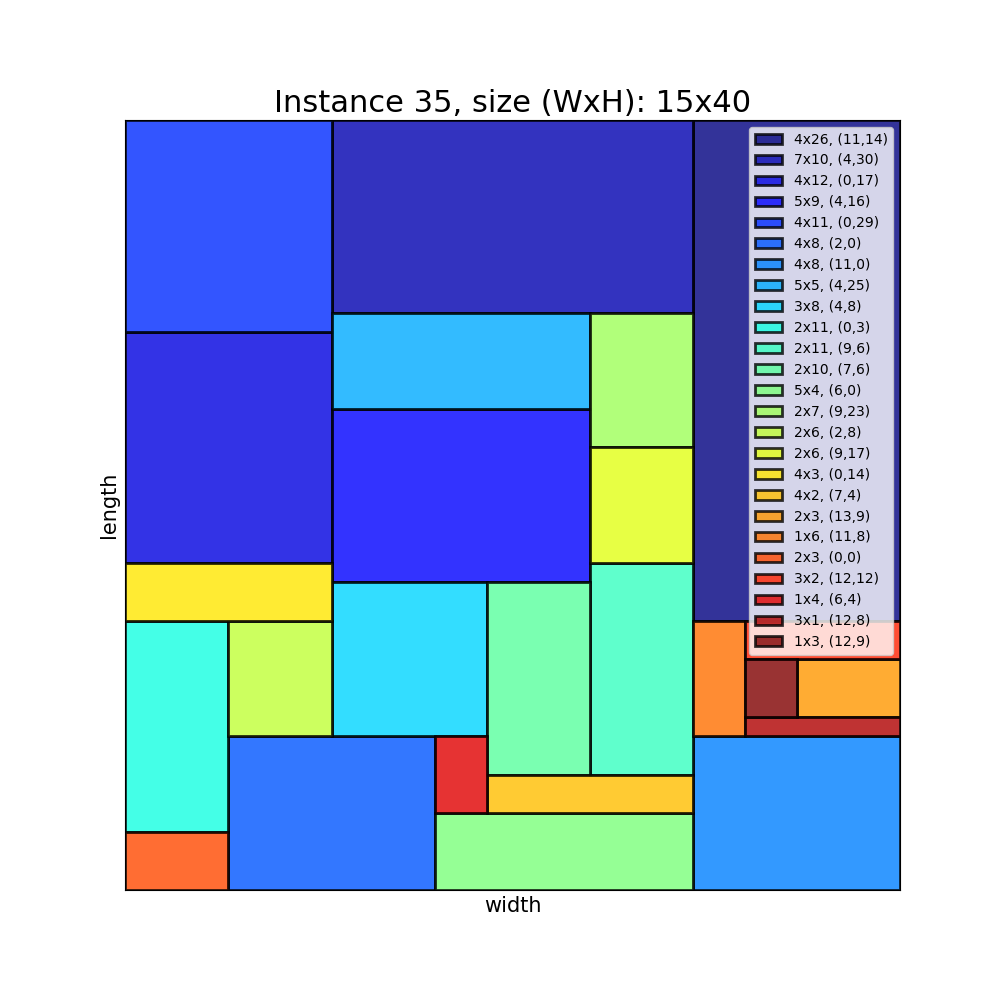 Instance 35, size (WxH): 15x40
4x26, (11,14)
7x10, (4,30)
4x12, (0,17)
5x9, (4,16)
4x11, (0,29)
4x8, (2,0)
4x8, (11,0)
5x5, (4,25)
3x8, (4,8)
2x11, (0,3)
2x11, (9,6)
2x10, (7,6)
5x4, (6,0)
2x7, (9,23)
2x6, (2,8)
2x6, (9,17)
4x3, (0,14)
4x2, (7,4)
2x3, (13,9)
1x6, (11,8)
2x3, (0,0)
3x2, (12,12)
1x4, (6,4)
3x1, (12,8)
1x3, (12,9)
length
width